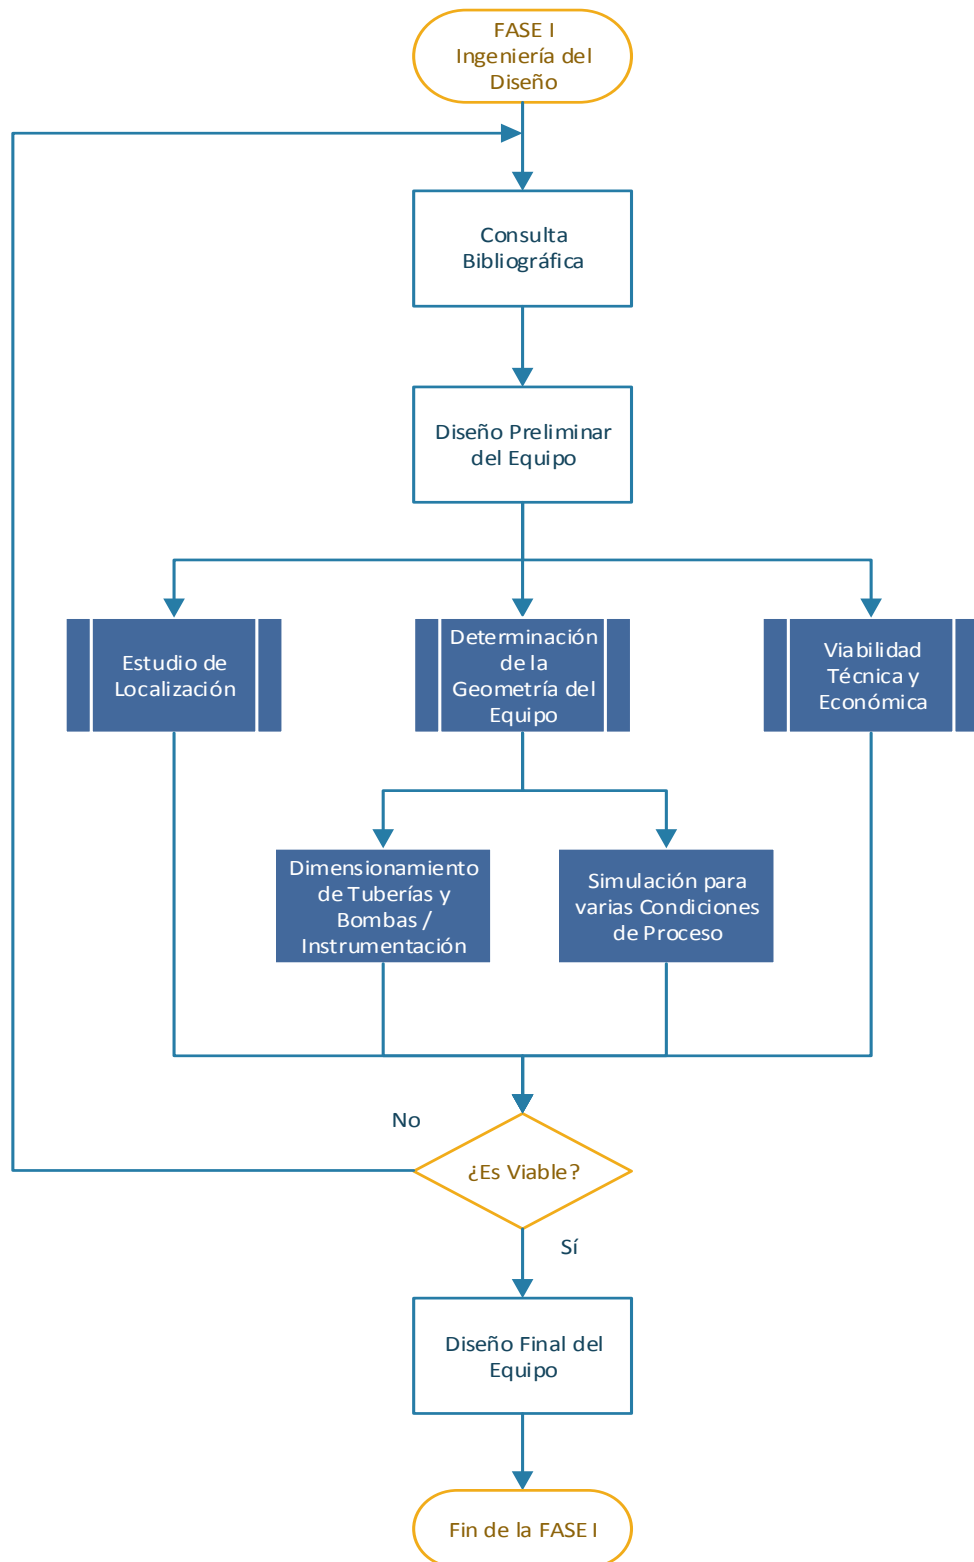 FASE I
Ingeniería del
Diseño
Consulta
Bibliográfica
Diseño Preliminar
del Equipo
Estudio de
Localización
Determinación
de la
Geometría del
Equipo
Viabilidad
Técnica y
Económica
Dimensionamiento
de Tuberías y
Bombas /
Instrumentación
Simulación para
varias Condiciones
de Proceso
No
¿Es Viable?
Sí
Diseño Final del
Equipo
Fin de la FASE I